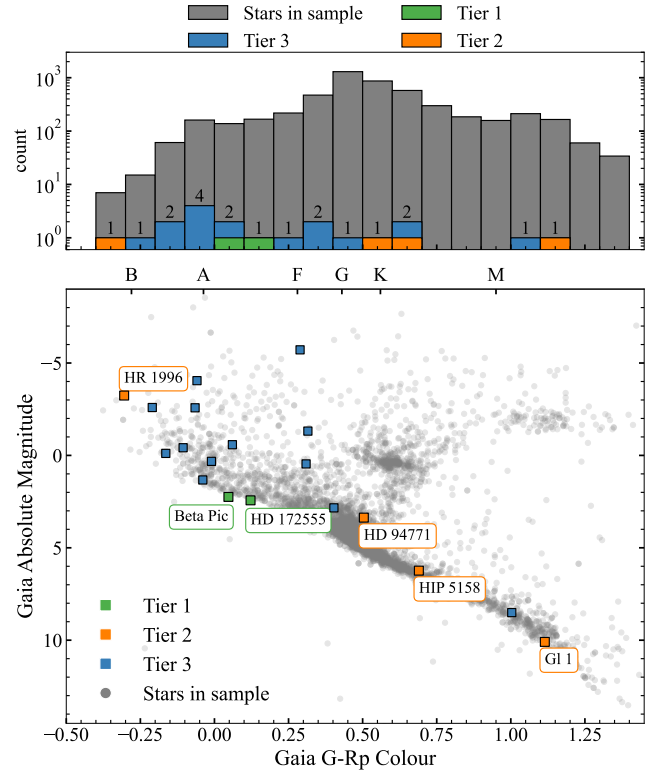 Stars in sample
Tier 1
Tier 3
Tier 2
count
10³
10²
10¹
10⁰
1 1 2 4 2 1 1 2 1 1 2 1 1
B A F G K M
Gaia Absolute Magnitude
−5
0
5
10
HR 1996
Beta Pic
HD 172555
HD 94771
HIP 5158
Gl 1
Tier 1
Tier 2
Tier 3
Stars in sample
−0.50 −0.25 0.00 0.25 0.50 0.75 1.00 1.25
Gaia G-Rp Colour